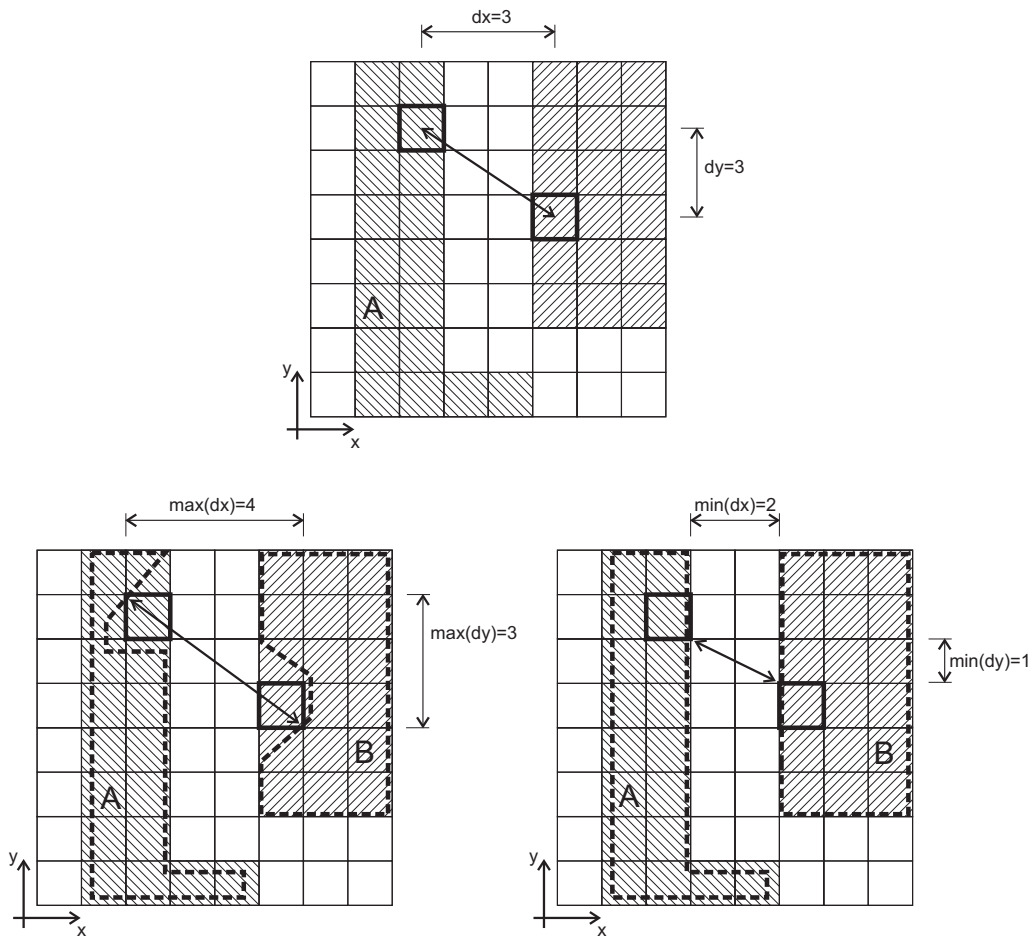 dx=3
dy=3
A
y
x
max(dx)=4
min(dx)=2
max(dy)=3
min(dy)=1
B
B
A
A
y
x
y
x